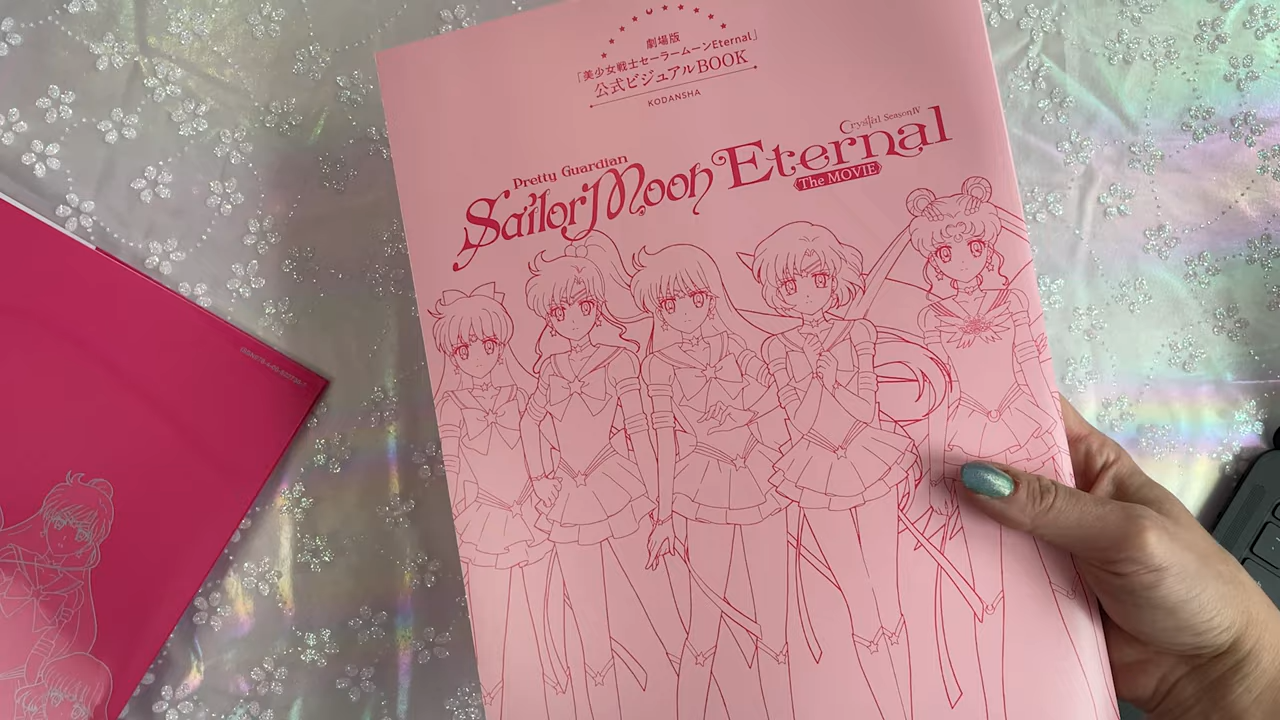 劇場版
「美少女戦士セーラームーンEternal」
公式ビジュアルBOOK
KODANSHA
Crystal Season IV
Pretty Guardian
Sailor Moon Eternal
The MOVIE